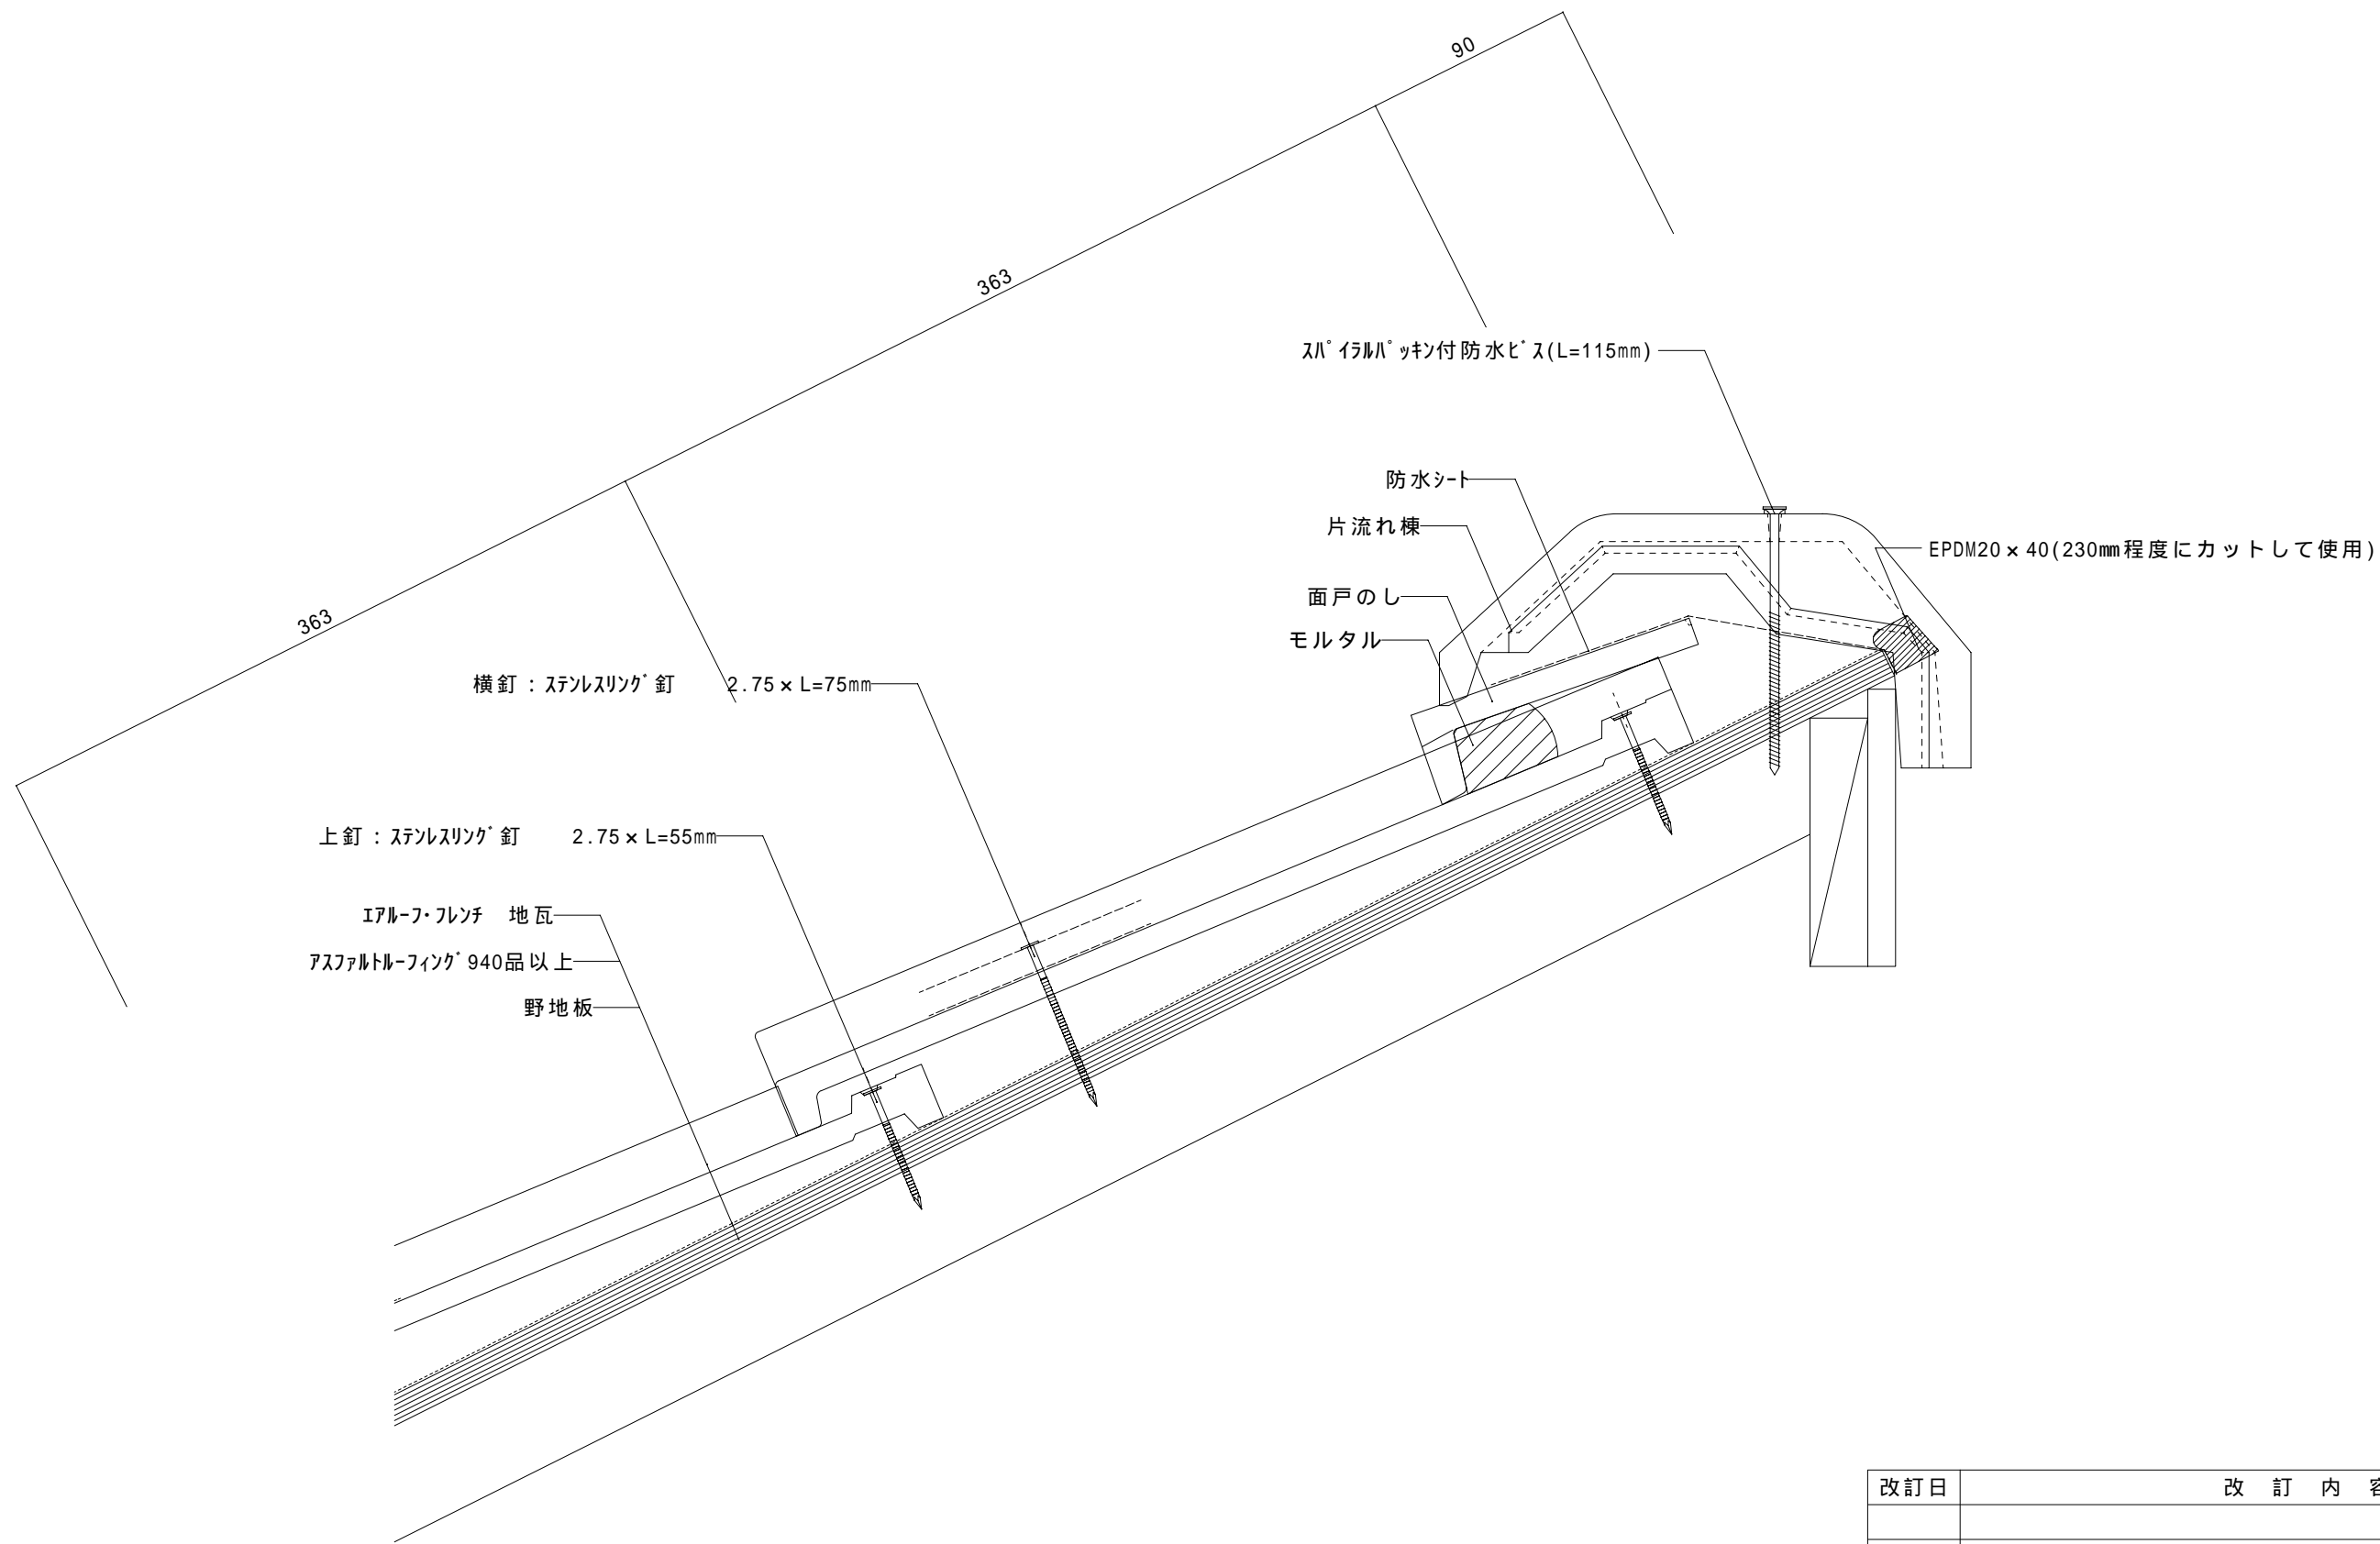 90
363
スパイラルパッキン付防水ビス(L=115mm)
防水シート
片流れ棟
EPDM20×40(230㎜程度にカットして使用)
面戸のし
363
モルタル
横釘：ステンレスリング釘　2.75×L=75mm
上釘：ステンレスリング釘　2.75×L=55mm
エアルーフ・フレンチ　地瓦
アスファルトルーフィング940品以上
野地板
改訂日　改　訂　内　容